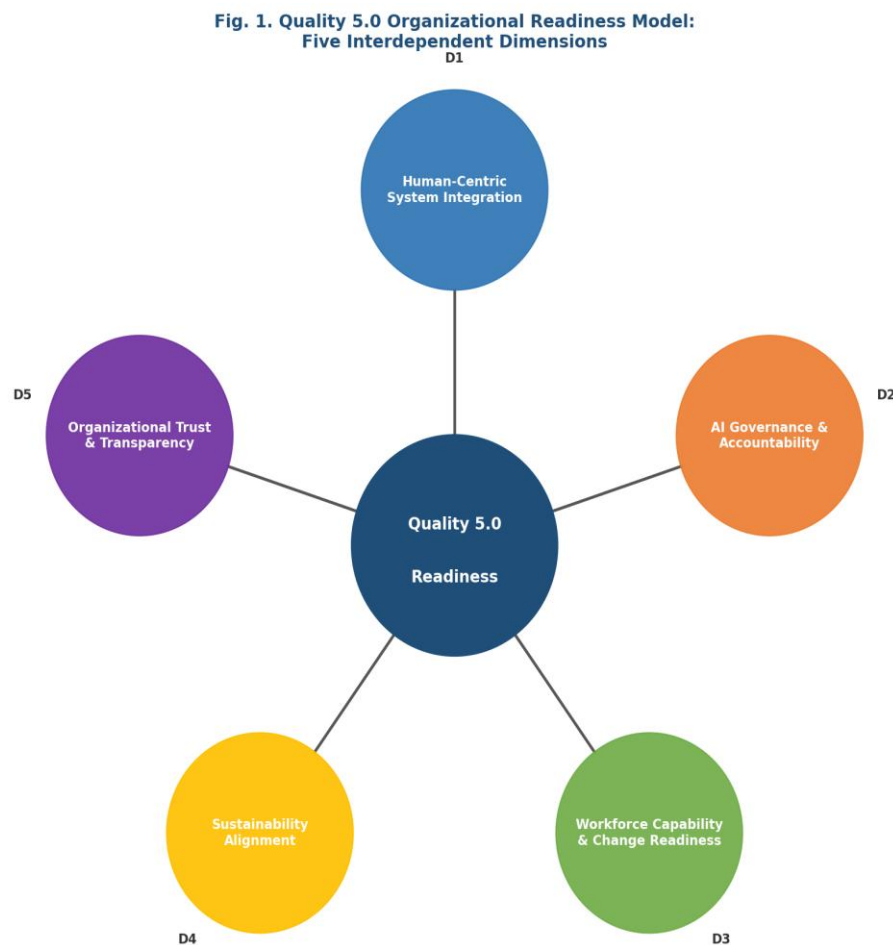 Fig. 1. Quality 5.0 Organizational Readiness Model:
Five Interdependent Dimensions
D1
Human-Centric
System Integration
D5
Organizational Trust
& Transparency
D2
AI Governance &
Accountability
Quality 5.0
Readiness
Sustainability
Alignment
D4
Workforce Capability
& Change Readiness
D3